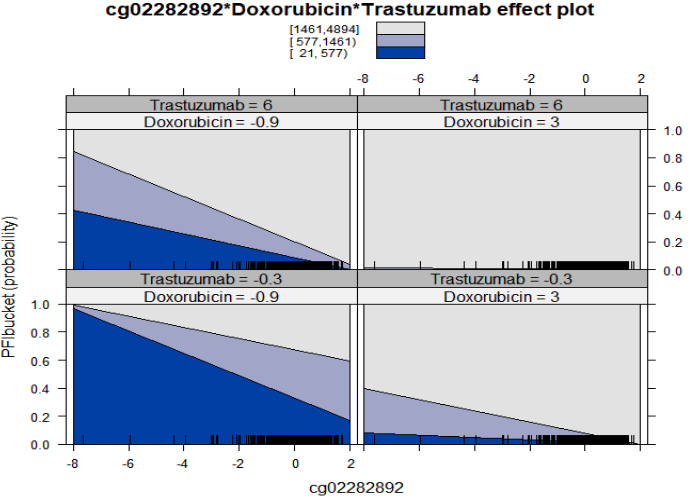 cg02282892*Doxorubicin*Trastuzumab effect plot
[1461,4894]
[ 577,1461)
[ 21, 577)
-8 -6 -4 -2 0 2
Trastuzumab = 6 Trastuzumab = 6
Doxorubicin = -0.9 Doxorubicin = 3
1.0
0.8
0.6
0.4
0.2
0.0
Trastuzumab = -0.3 Trastuzumab = -0.3
Doxorubicin = -0.9 Doxorubicin = 3
PFIbucket (probability)
1.0
0.8
0.6
0.4
0.2
0.0
-8 -6 -4 -2 0 2
cg02282892